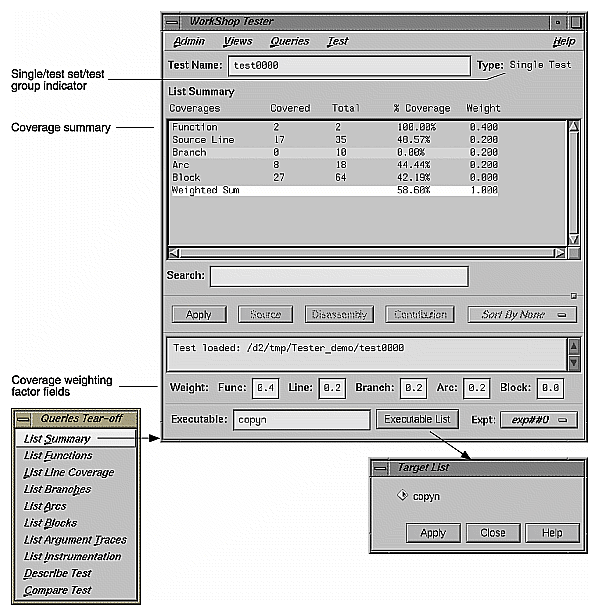 WorkShop Tester
Admin Views Queries Test Help
Test Name: test0000 Type: Single Test
Single/test set/test
group indicator
List Summary
Coverages Covered Total % Coverage Weight
Coverage summary
Function 2 2 100.00% 0.400
Source Line 17 35 48.57% 0.200
Branch 0 10 0.00% 0.200
Arc 8 18 44.44% 0.200
Block 27 64 42.19% 0.000
Weighted Sum 58.60% 1.000
Search:
Apply Source Disassembly Contribution Sort By None
Test loaded: /d2/tmp/Tester_demo/test0000
Coverage weighting
factor fields
Weight: Func: 0.4 Line: 0.2 Branch: 0.2 Arc: 0.2 Block: 0.0
Executable: copyn Executable List Expt: exp##0
Queries Tear-off
List Summary
List Functions
List Line Coverage
List Branches
List Arcs
List Blocks
List Argument Traces
List Instrumentation
Describe Test
Compare Test
Target List
copyn
Apply Close Help